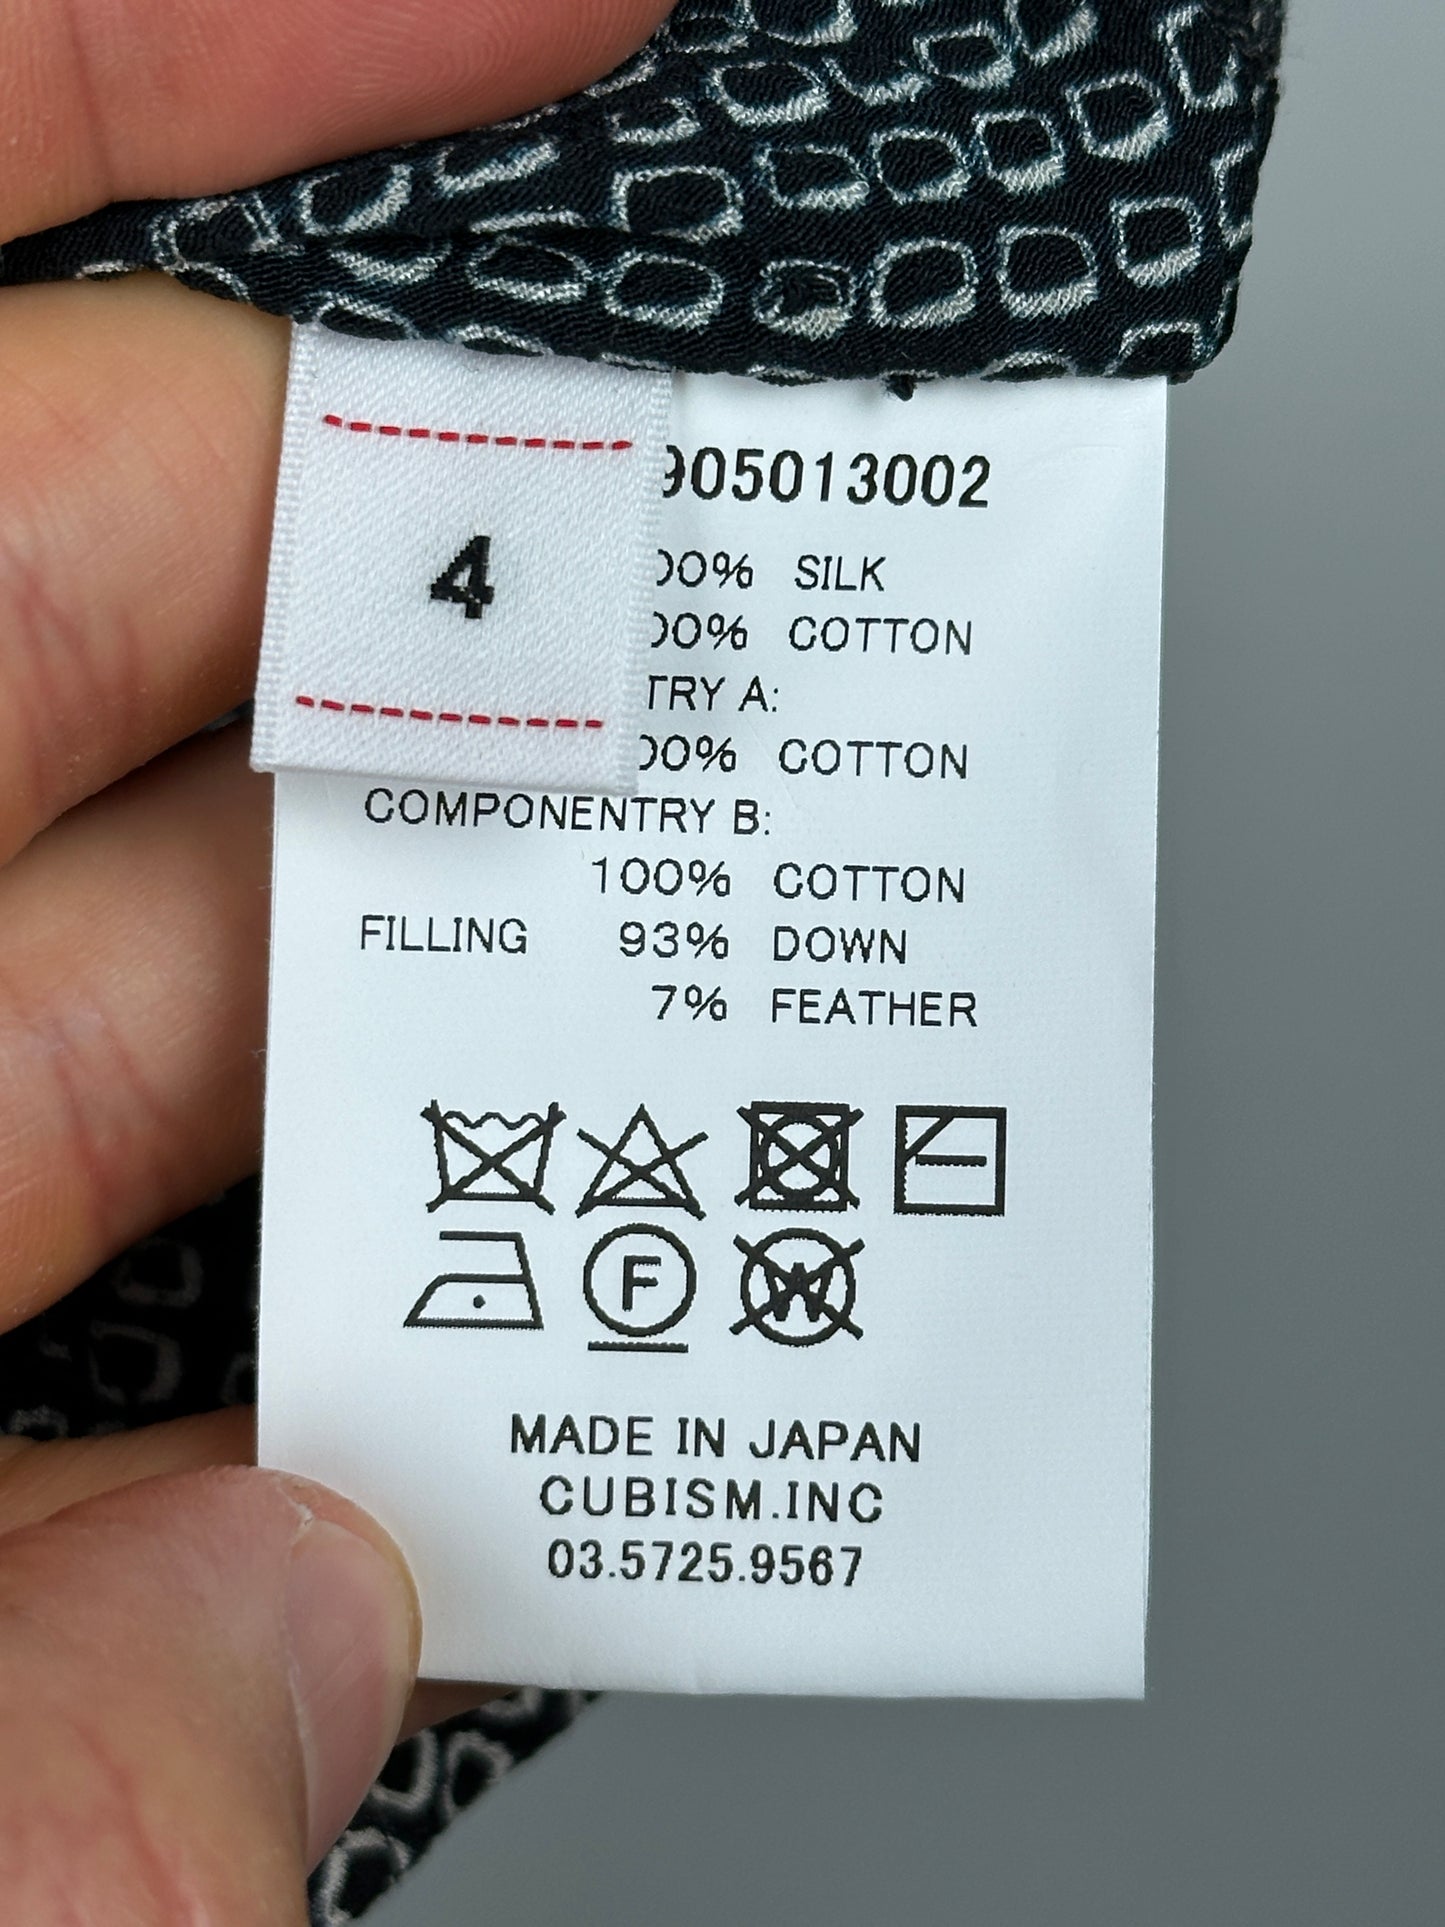 4
905013002
00% SILK
00% COTTON
TRY A:
00% COTTON
COMPONENTRY B:
100% COTTON
FILLING 93% DOWN
7% FEATHER
F
W
MADE IN JAPAN
CUBISM.INC
03.5725.9567